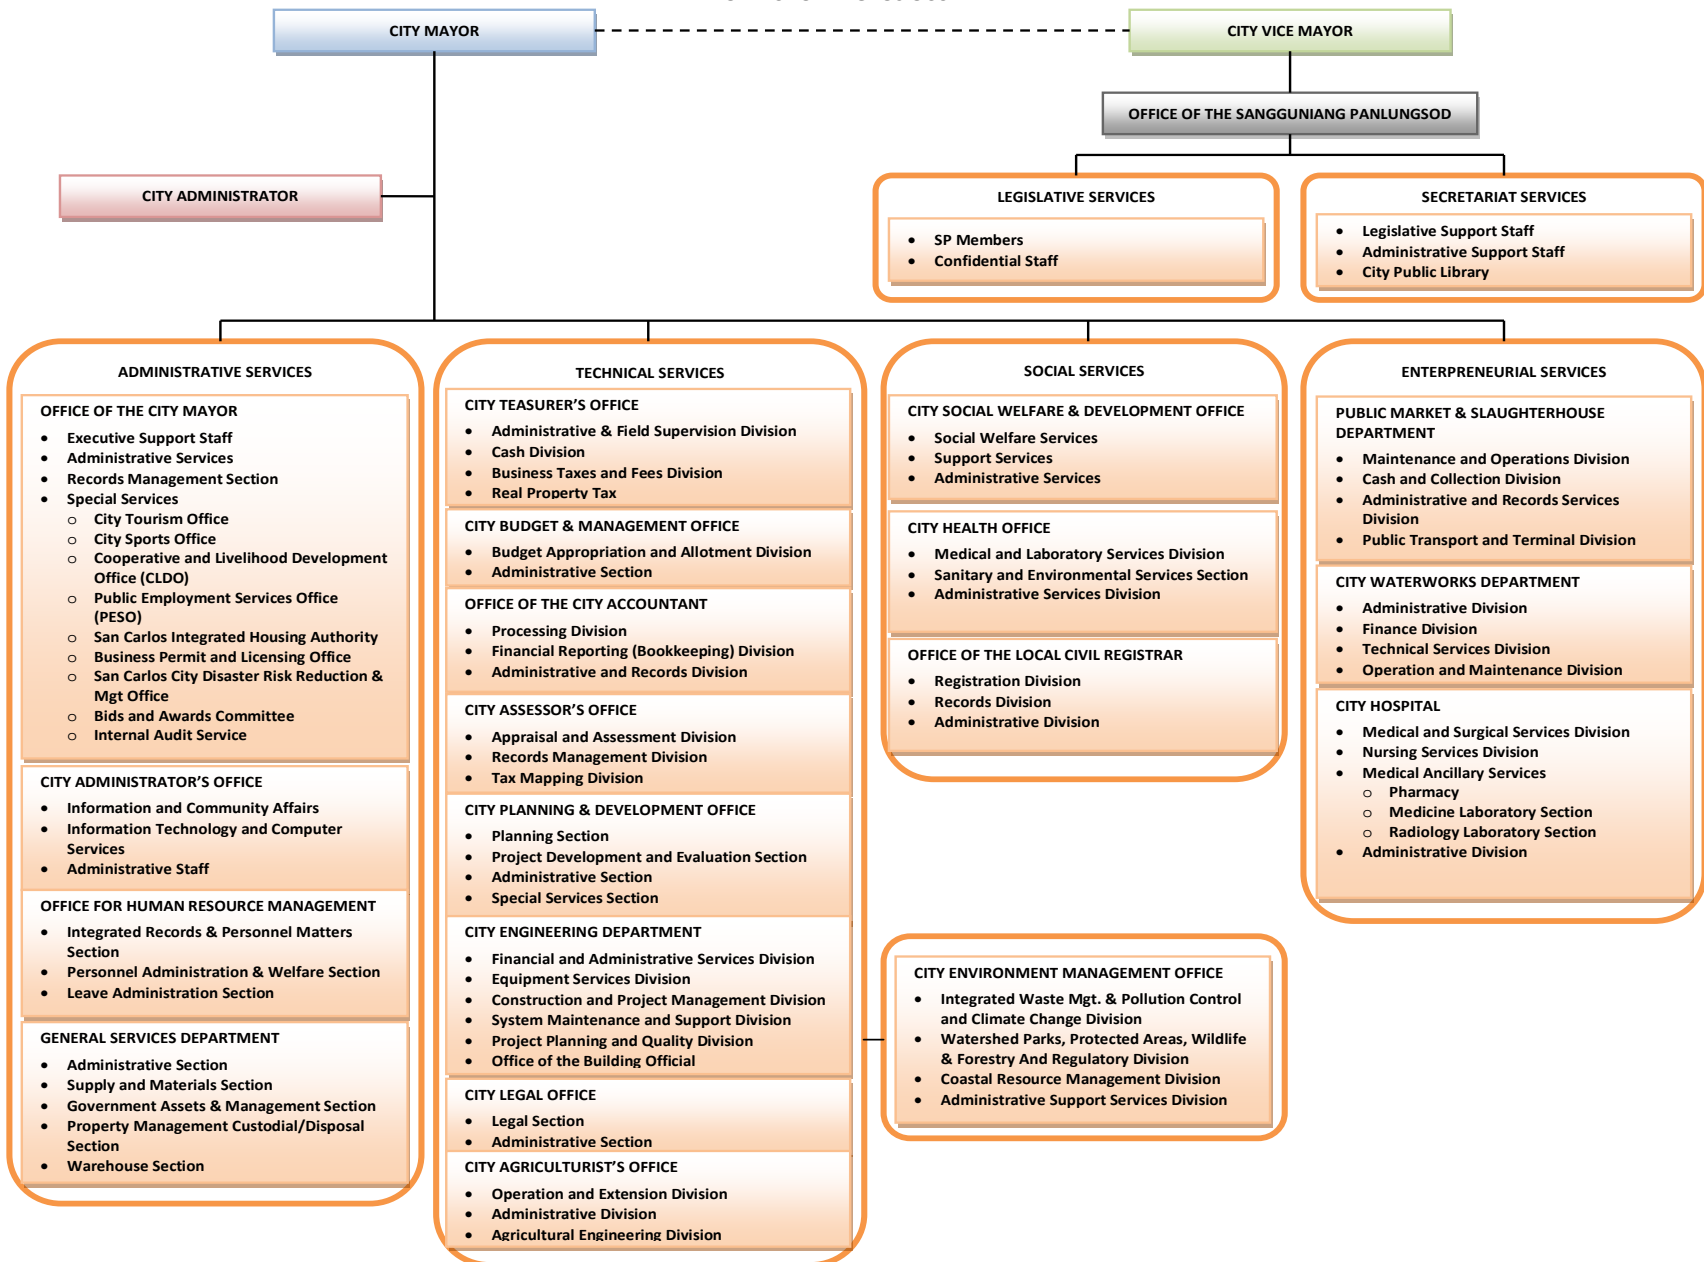 CITY MAYOR
CITY VICE MAYOR
OFFICE OF THE SANGGUNIANG PANLUNGSOD
CITY ADMINISTRATOR
LEGISLATIVE SERVICES
• SP Members
• Confidential Staff
SECRETARIAT SERVICES
• Legislative Support Staff
• Administrative Support Staff
• City Public Library
ADMINISTRATIVE SERVICES
OFFICE OF THE CITY MAYOR
• Executive Support Staff
• Administrative Services
• Records Management Section
• Special Services
o City Tourism Office
o City Sports Office
o Cooperative and Livelihood Development
Office (CLDO)
o Public Employment Services Office
(PESO)
o San Carlos Integrated Housing Authority
o Business Permit and Licensing Office
o San Carlos City Disaster Risk Reduction &
Mgt Office
o Bids and Awards Committee
o Internal Audit Service
CITY ADMINISTRATOR'S OFFICE
• Information and Community Affairs
• Information Technology and Computer
Services
• Administrative Staff
OFFICE FOR HUMAN RESOURCE MANAGEMENT
• Integrated Records & Personnel Matters
Section
• Personnel Administration & Welfare Section
• Leave Administration Section
GENERAL SERVICES DEPARTMENT
• Administrative Section
• Supply and Materials Section
• Government Assets & Management Section
• Property Management Custodial/Disposal
Section
• Warehouse Section
TECHNICAL SERVICES
CITY TEASURER'S OFFICE
• Administrative & Field Supervision Division
• Cash Division
• Business Taxes and Fees Division
• Real Property Tax
CITY BUDGET & MANAGEMENT OFFICE
• Budget Appropriation and Allotment Division
• Administrative Section
OFFICE OF THE CITY ACCOUNTANT
• Processing Division
• Financial Reporting (Bookkeeping) Division
• Administrative and Records Division
CITY ASSESSOR'S OFFICE
• Appraisal and Assessment Division
• Records Management Division
• Tax Mapping Division
CITY PLANNING & DEVELOPMENT OFFICE
• Planning Section
• Project Development and Evaluation Section
• Administrative Section
• Special Services Section
CITY ENGINEERING DEPARTMENT
• Financial and Administrative Services Division
• Equipment Services Division
• Construction and Project Management Division
• System Maintenance and Support Division
• Project Planning and Quality Division
• Office of the Building Official
CITY LEGAL OFFICE
• Legal Section
• Administrative Section
CITY AGRICULTURIST'S OFFICE
• Operation and Extension Division
• Administrative Division
• Agricultural Engineering Division
SOCIAL SERVICES
CITY SOCIAL WELFARE & DEVELOPMENT OFFICE
• Social Welfare Services
• Support Services
• Administrative Services
CITY HEALTH OFFICE
• Medical and Laboratory Services Division
• Sanitary and Environmental Services Section
• Administrative Services Division
OFFICE OF THE LOCAL CIVIL REGISTRAR
• Registration Division
• Records Division
• Administrative Division
CITY ENVIRONMENT MANAGEMENT OFFICE
• Integrated Waste Mgt. & Pollution Control
and Climate Change Division
• Watershed Parks, Protected Areas, Wildlife
& Forestry And Regulatory Division
• Coastal Resource Management Division
• Administrative Support Services Division
ENTERPRENEURIAL SERVICES
PUBLIC MARKET & SLAUGHTERHOUSE
DEPARTMENT
• Maintenance and Operations Division
• Cash and Collection Division
• Administrative and Records Services
Division
• Public Transport and Terminal Division
CITY WATERWORKS DEPARTMENT
• Administrative Division
• Finance Division
• Technical Services Division
• Operation and Maintenance Division
CITY HOSPITAL
• Medical and Surgical Services Division
• Nursing Services Division
• Medical Ancillary Services
o Pharmacy
o Medicine Laboratory Section
o Radiology Laboratory Section
• Administrative Division